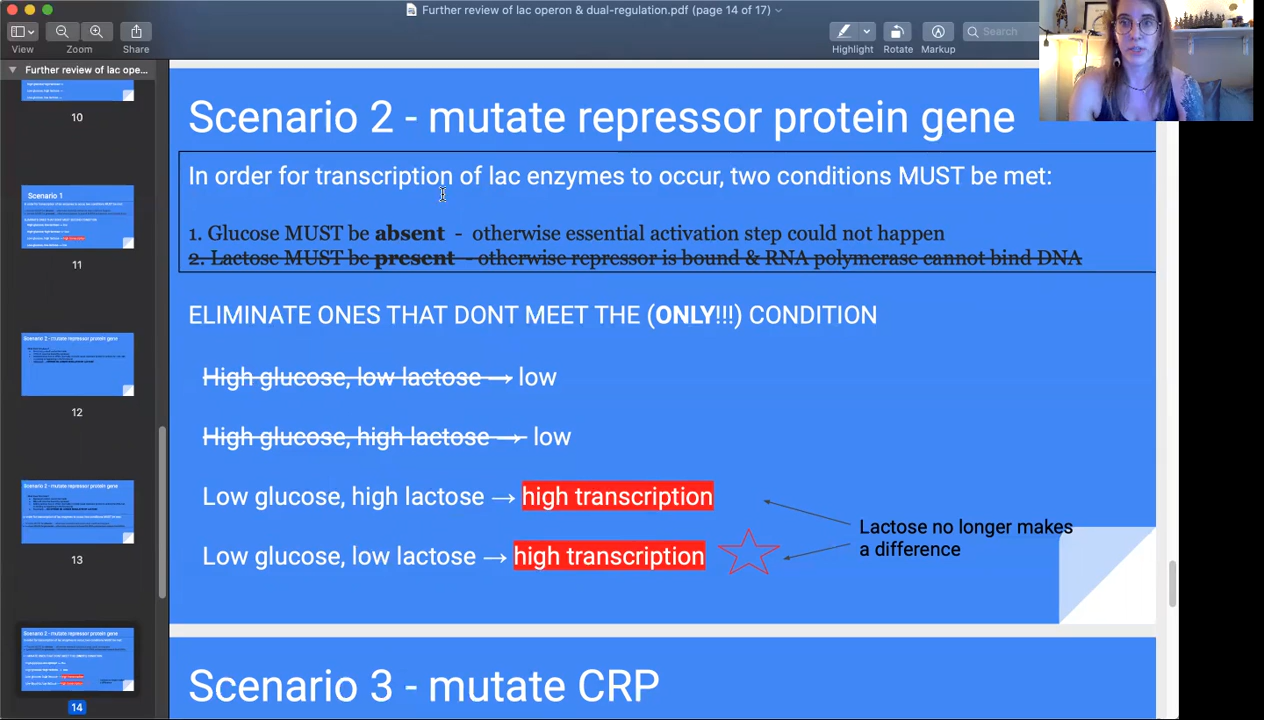 Further review of lac operon & dual-regulation.pdf (page 14 of 17)
View
Zoom
Share
Highlight
Rotate
Markup
Search
Further review of lac ope...
10
Scenario 1
11
Scenario 2 - mutate repressor protein gene
12
Scenario 2 - mutate repressor protein gene
13
Scenario 2 - mutate repressor protein gene
14
Scenario 2 - mutate repressor protein gene
In order for transcription of lac enzymes to occur, two conditions MUST be met:
1. Glucose MUST be absent - otherwise essential activation step could not happen
2. Lactose MUST be present - otherwise repressor is bound & RNA polymerase cannot bind DNA
ELIMINATE ONES THAT DONT MEET THE (ONLY!!!) CONDITION
High glucose, low lactose → low
High glucose, high lactose → low
Low glucose, high lactose → high transcription
Low glucose, low lactose → high transcription
Lactose no longer makes
a difference
Scenario 3 - mutate CRP